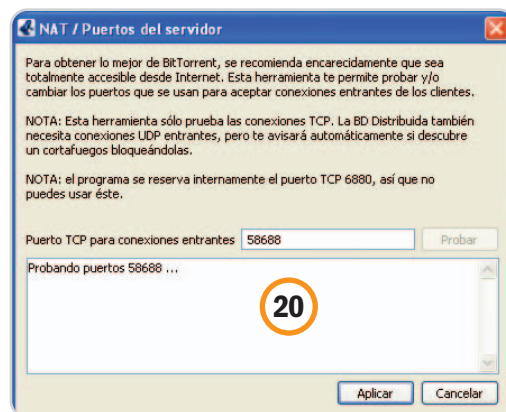 NAT / Puertos del servidor
Para obtener lo mejor de BitTorrent, se recomienda encarecidamente que sea
totalmente accesible desde Internet. Esta herramienta te permite probar y/o
cambiar los puertos que se usan para aceptar conexiones entrantes de los clientes.
NOTA: Esta herramienta sólo prueba las conexiones TCP. La BD Distribuida también
necesita conexiones UDP entrantes, pero te avisará automáticamente si descubre
un cortafuegos bloqueándolas.
NOTA: el programa se reserva internamente el puerto TCP 6880, así que no
puedes usar éste.
Puerto TCP para conexiones entrantes 58688 Probar
Probando puertos 58688 ...
20
Aplicar Cancelar